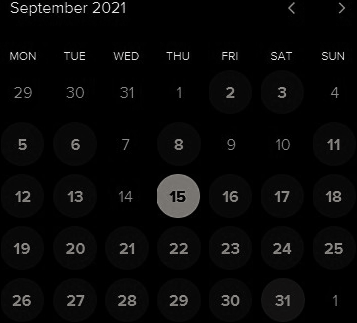 September 2021
MON TUE WED THU FRI SAT SUN
29 30 31 1 2 3 4
5 6 7 8 9 10 11
12 13 14 15 16 17 18
19 20 21 22 23 24 25
26 27 28 29 30 31 1